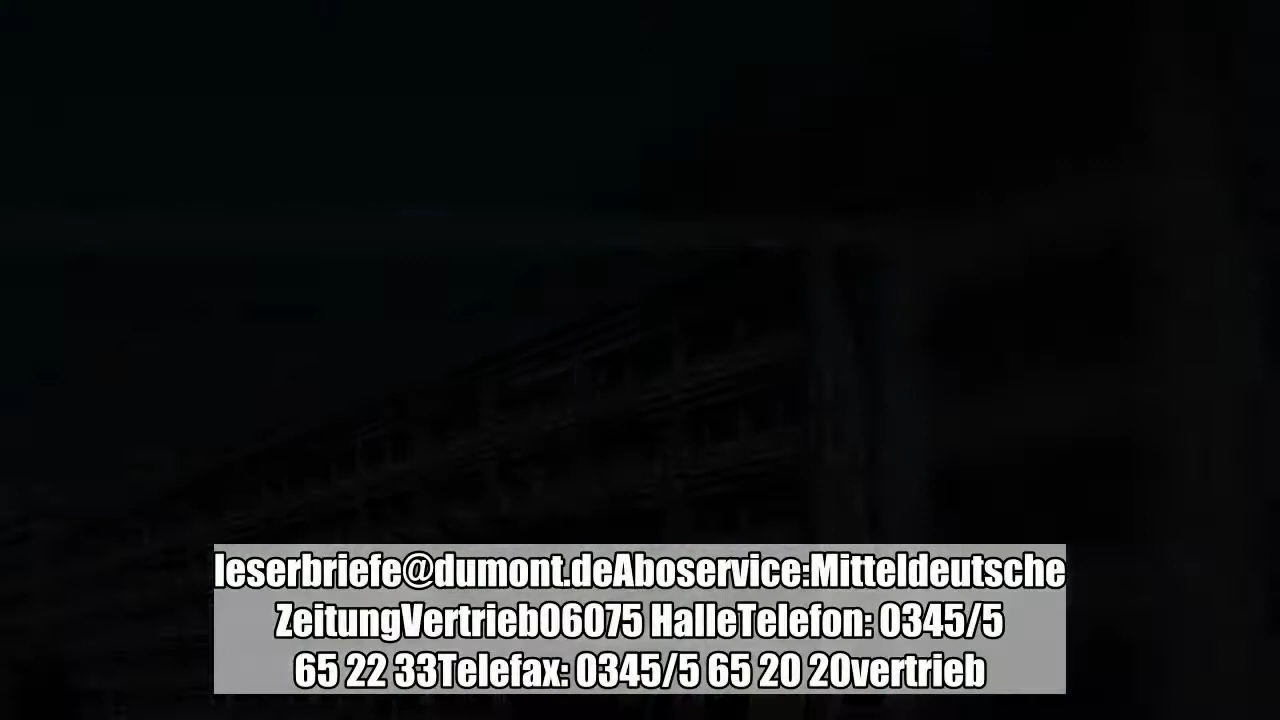 leserbriefe@dumont.deAboservice:Mitteldeutsche
ZeitungVertrieb06075 HalleTelefon: 0345/5
65 22 33Telefax: 0345/5 65 20 20vertrieb